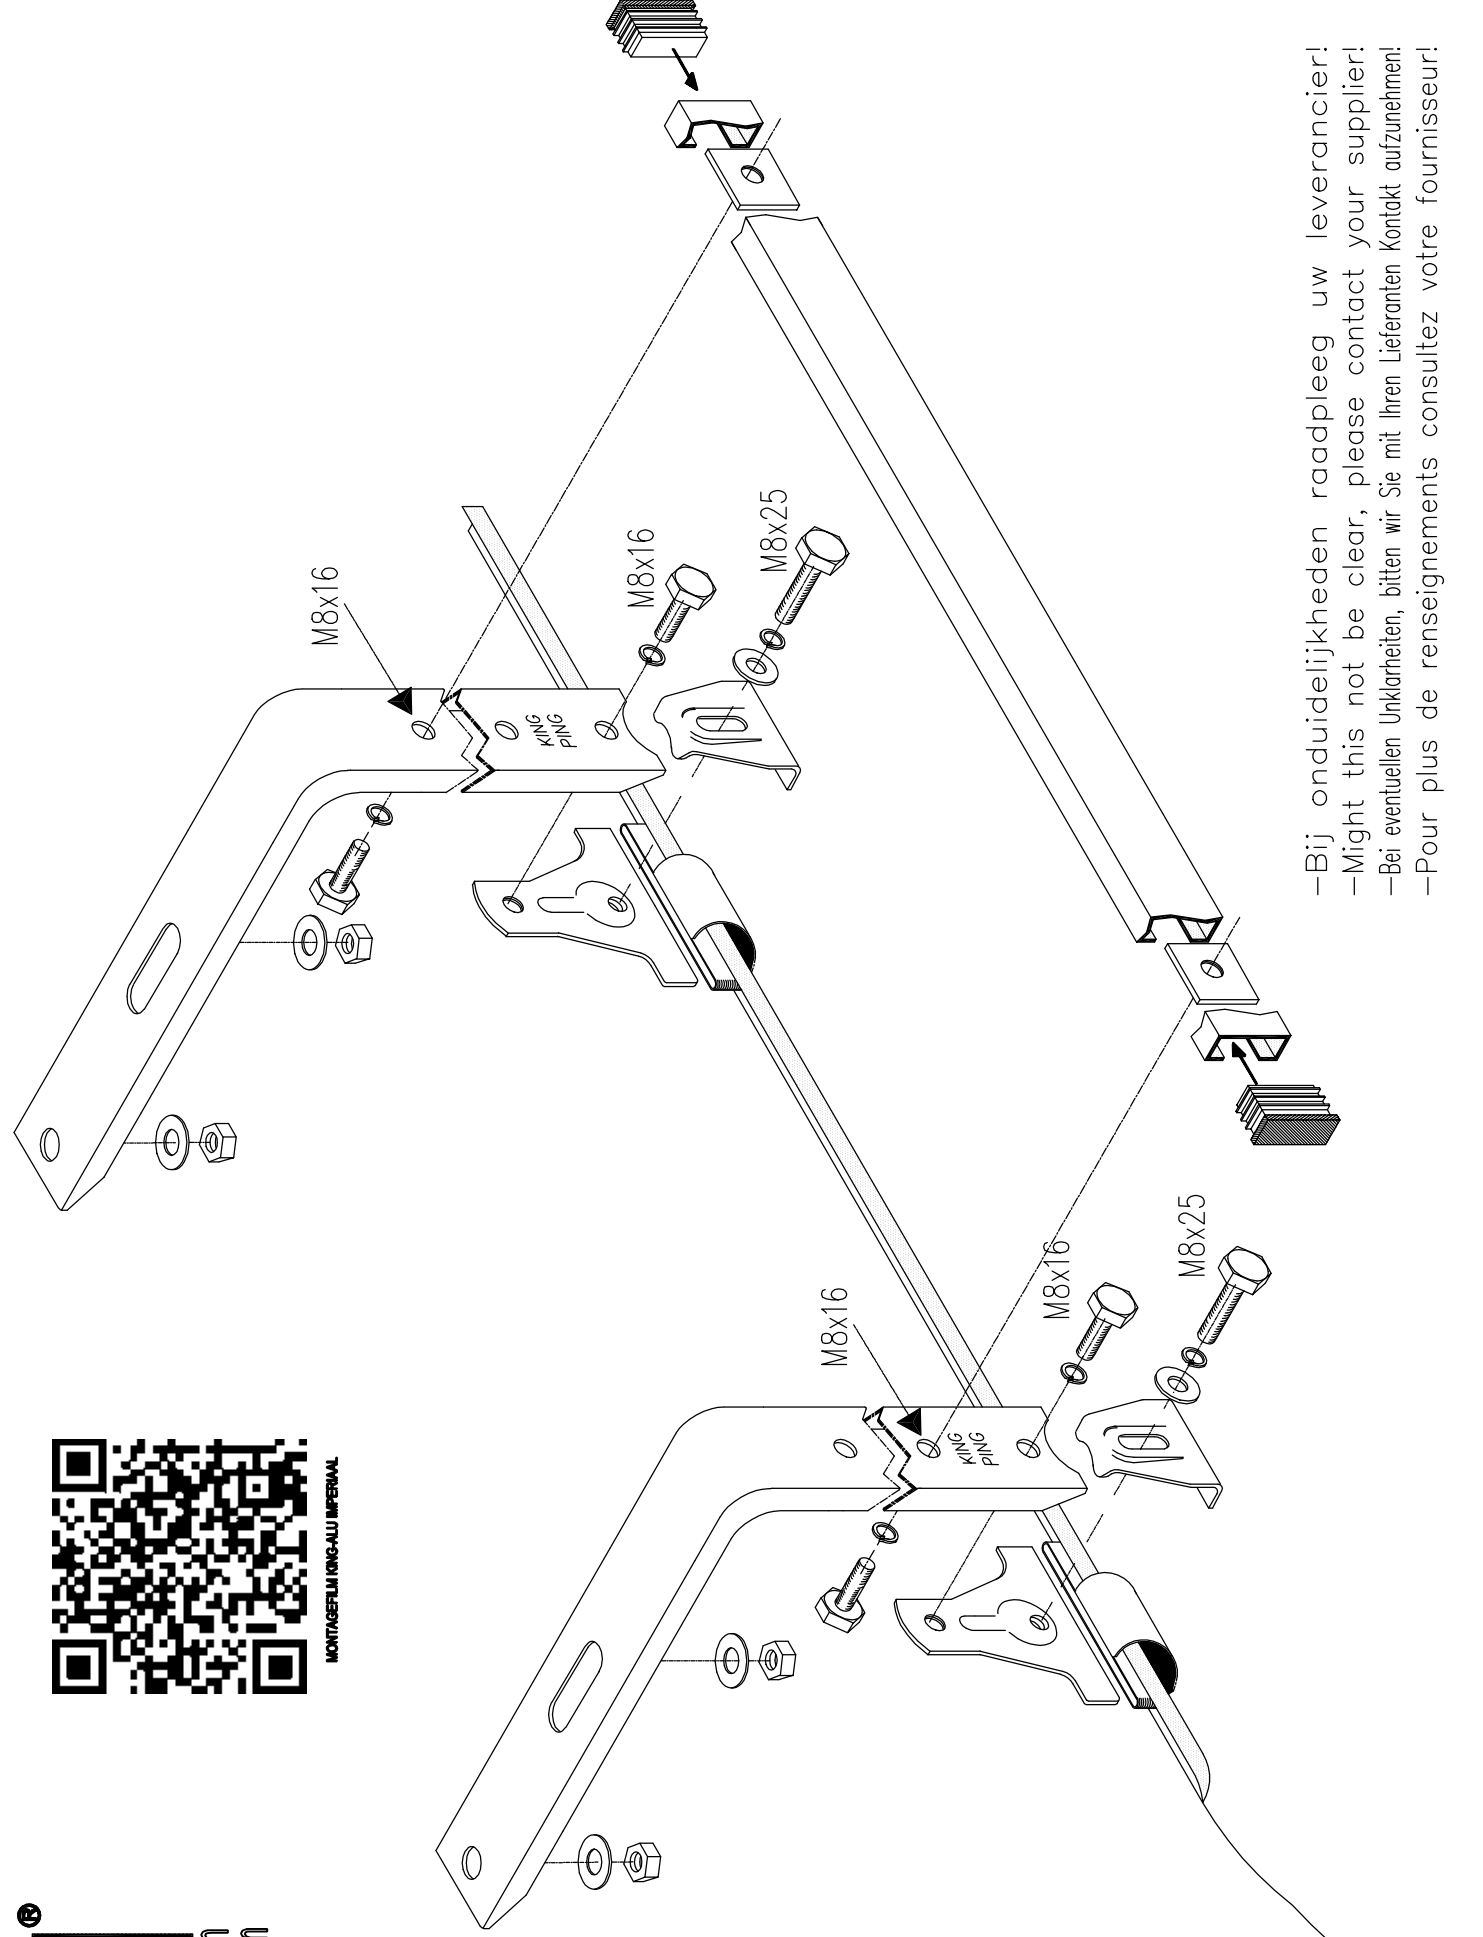 ®
MONTAGEFILM KING-ALU IMPERIAAL
M8x16
KING
PING
M8x16
M8x25
M8x16
KING
PING
M8x16
M8x25
-Bij onduidelijkheden raadpleeg uw leverancier!
-Might this not be clear, please contact your supplier!
-Bei eventuellen Unklarheiten, bitten wir Sie mit Ihren Lieferanten Kontakt aufzunehmen!
-Pour plus de renseignements consultez votre fournisseur!